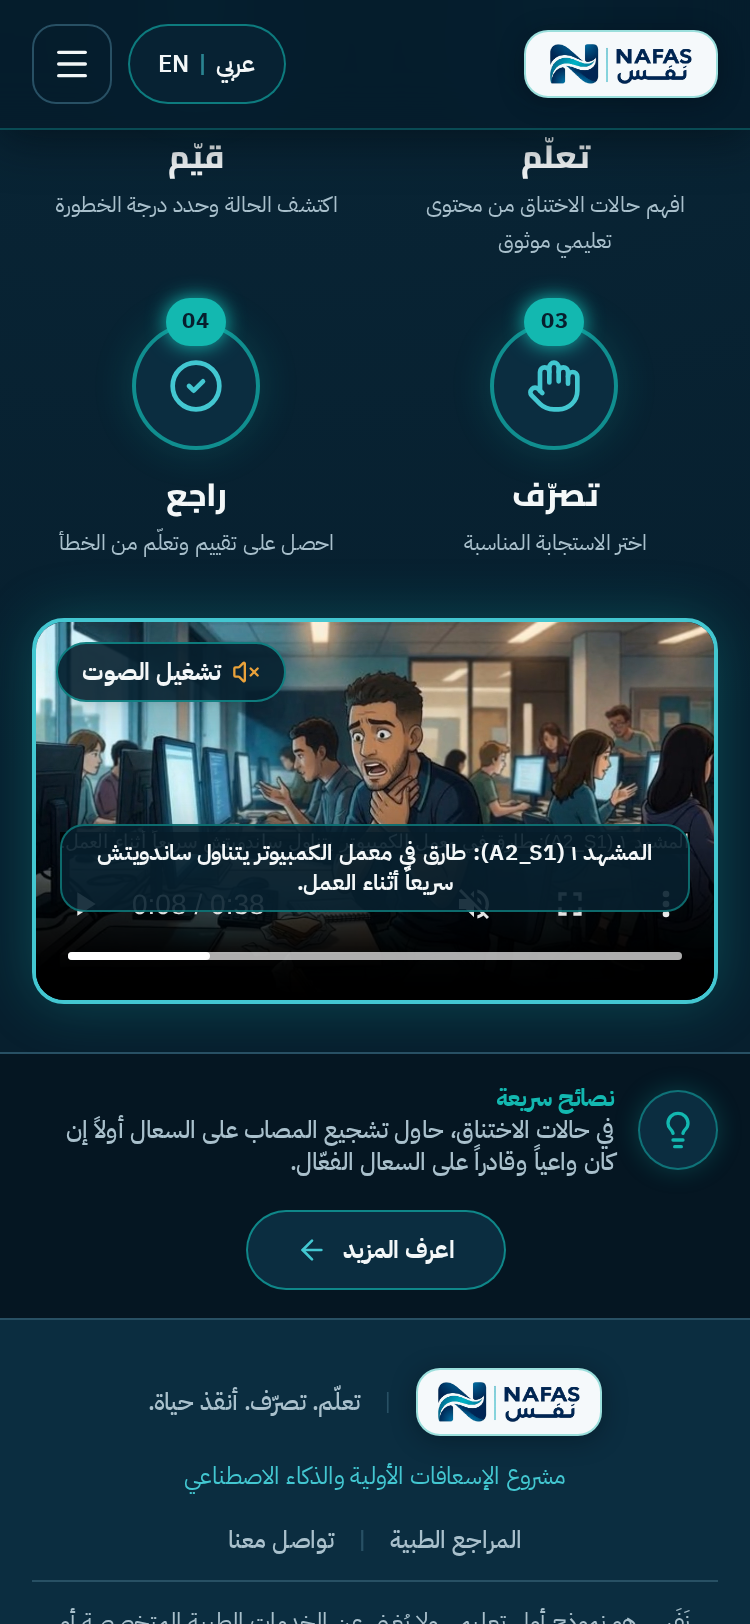 NAFAS
نَفَس
عربي | EN
تعلّم
افهم حالات الاختناق من محتوى
تعليمي موثوق
قيّم
اكتشف الحالة وحدد درجة الخطورة
03
تصرّف
اختر الاستجابة المناسبة
04
راجع
احصل على تقييم وتعلّم من الخطأ
تشغيل الصوت
المشهد ١ (A2_S1): طارق في معمل الكمبيوتر يتناول ساندويتش
سريعاً أثناء العمل.
0:08 / 0:38
نصائح سريعة
في حالات الاختناق، حاول تشجيع المصاب على السعال أولاً إن
كان واعياً وقادراً على السعال الفعّال.
اعرف المزيد
NAFAS
نَفَس
تعلّم. تصرّف. أنقذ حياة.
مشروع الإسعافات الأولية والذكاء الاصطناعي
المراجع الطبية | تواصل معنا